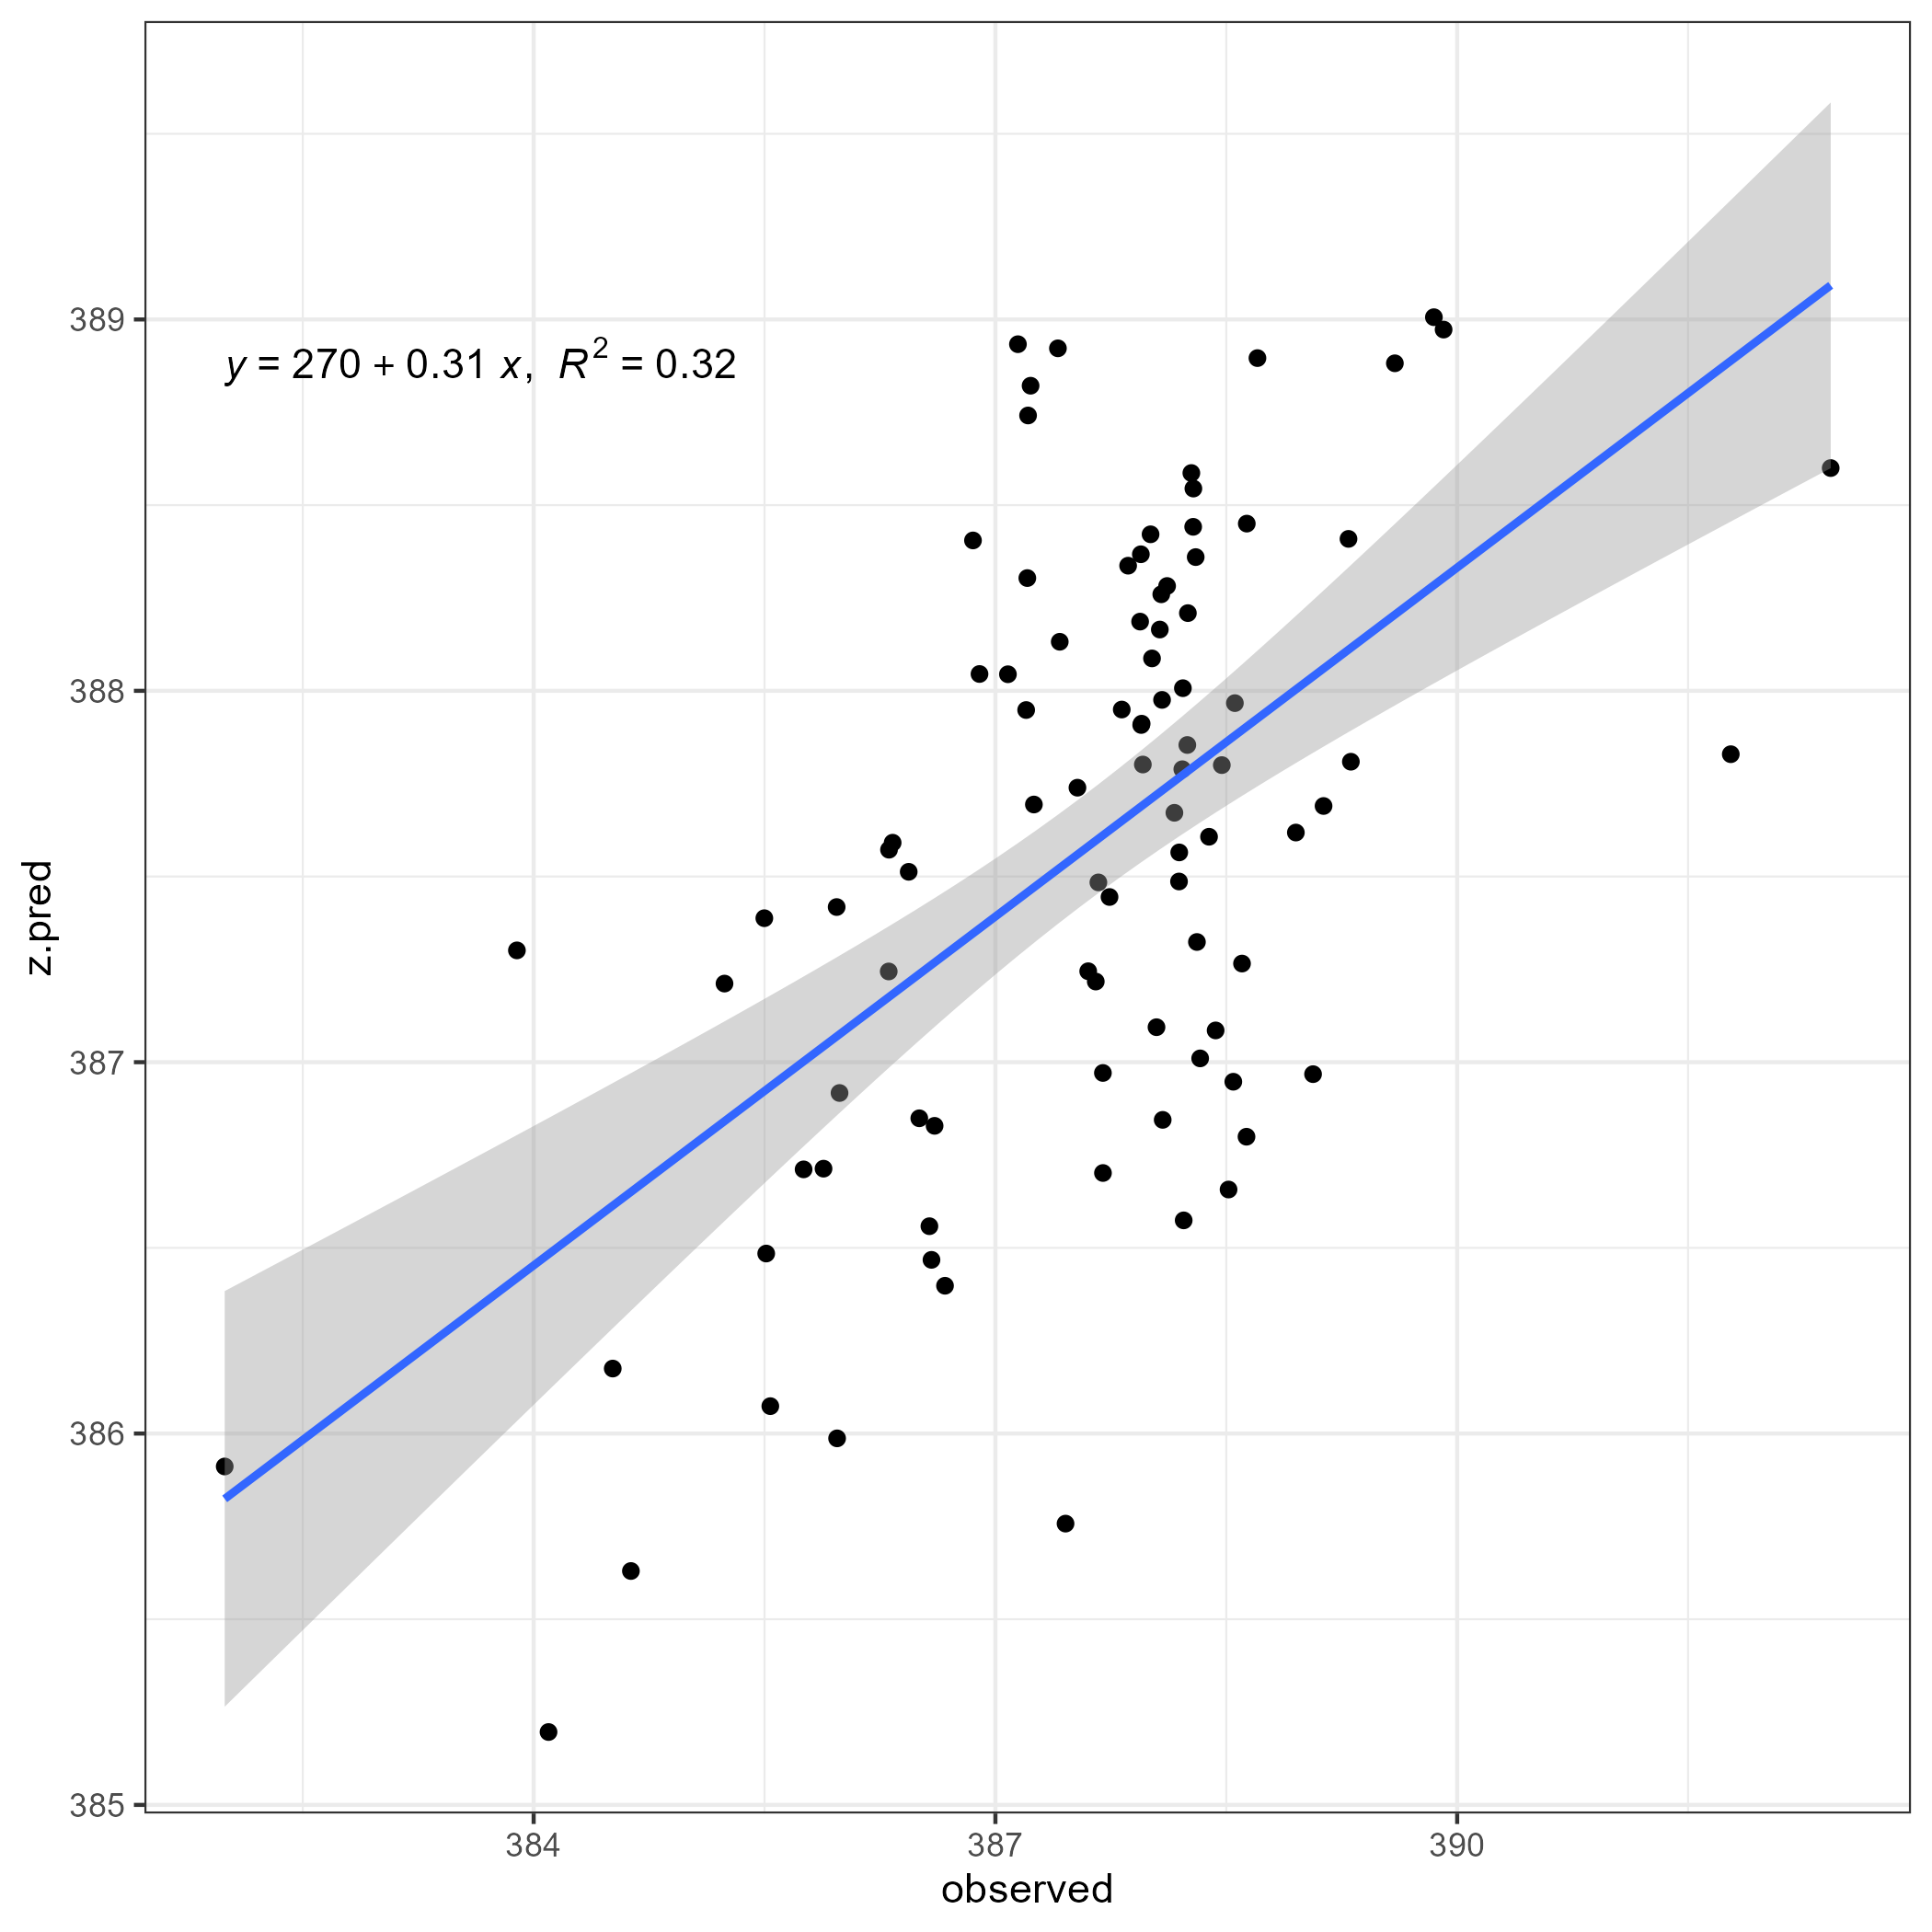 389
y = 270 + 0.31 x, R² = 0.32
388
z.pred
387
386
385
384 387 390
observed